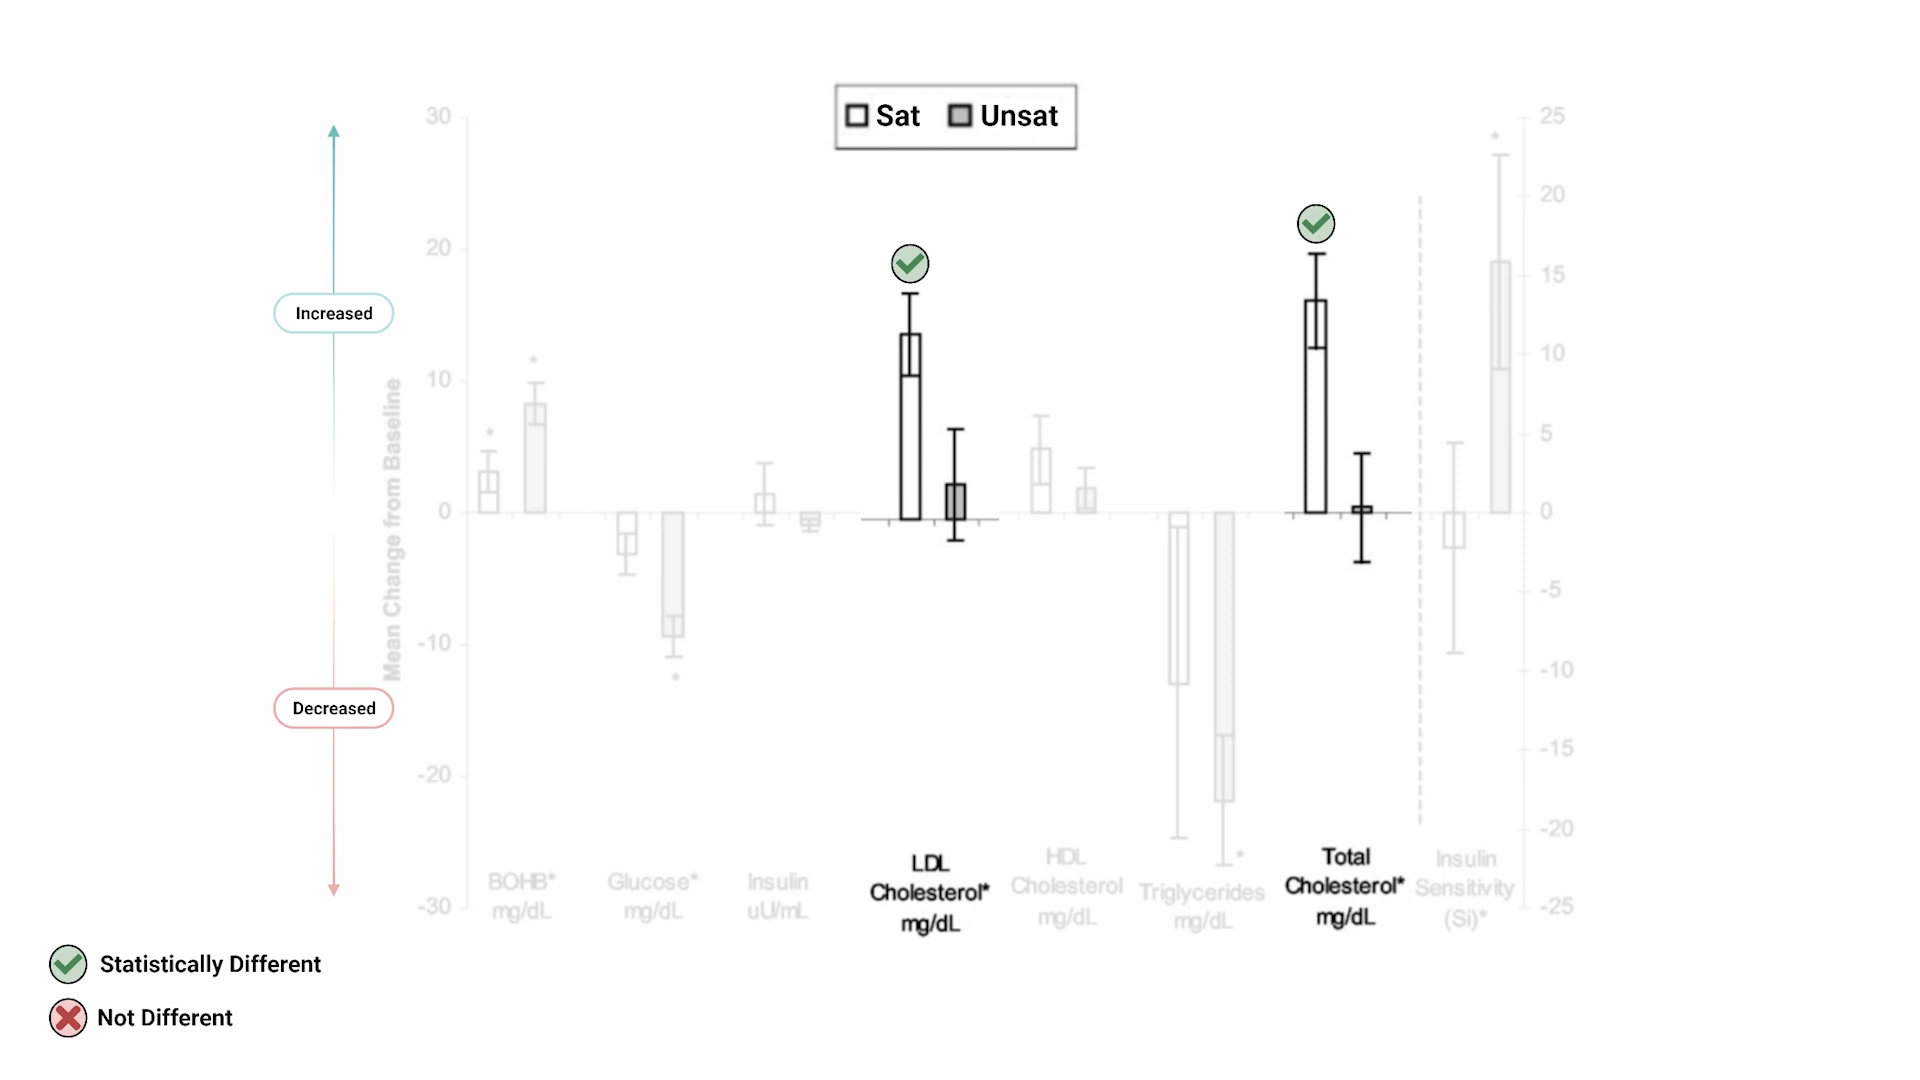 Sat Unsat
30
20
10
0
-10
-20
-30
25
20
15
10
5
0
-5
-10
-15
-20
-25
Increased
Decreased
Mean Change from Baseline
*
*
*
*
*
BOHB*
mg/dL
Glucose*
mg/dL
Insulin
uU/mL
LDL
Cholesterol*
mg/dL
HDL
Cholesterol
mg/dL
Triglycerides
mg/dL
Total
Cholesterol*
mg/dL
Insulin
Sensitivity
(Si)*
Statistically Different
Not Different